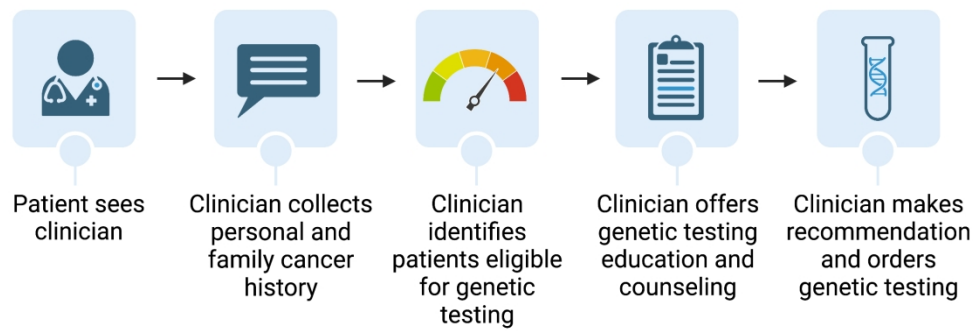 Patient sees
clinician
Clinician collects
personal and
family cancer
history
Clinician
identifies
patients eligible
for genetic
testing
Clinician offers
genetic testing
education and
counseling
Clinician makes
recommendation
and orders
genetic testing